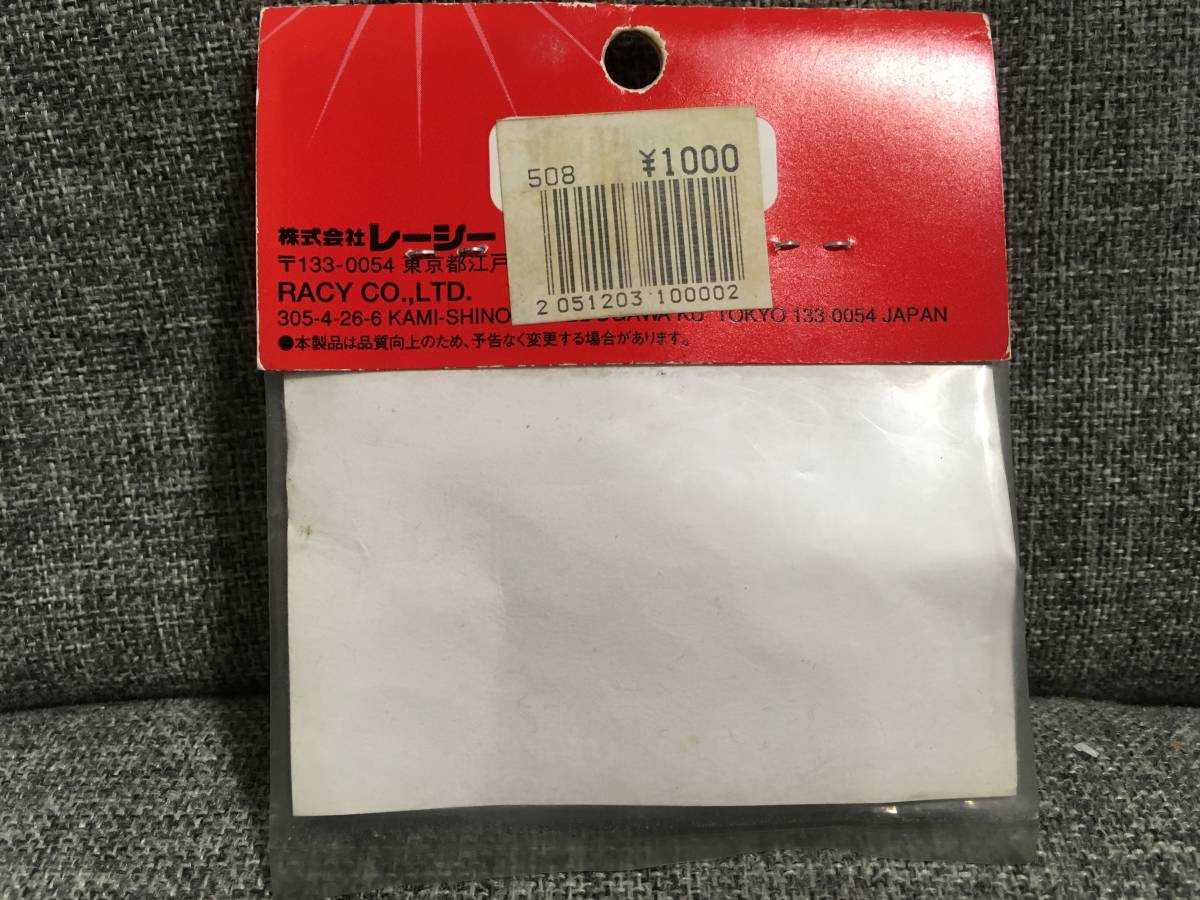 508 ¥1000
2 051203 100002
株式会社 レーシー
〒133-0054 東京都江戸
RACY CO.,LTD.
305-4-26-6 KAMI-SHINO TOKYO 133 0054 JAPAN
●本製品は品質向上のため、予告なく変更する場合があります。